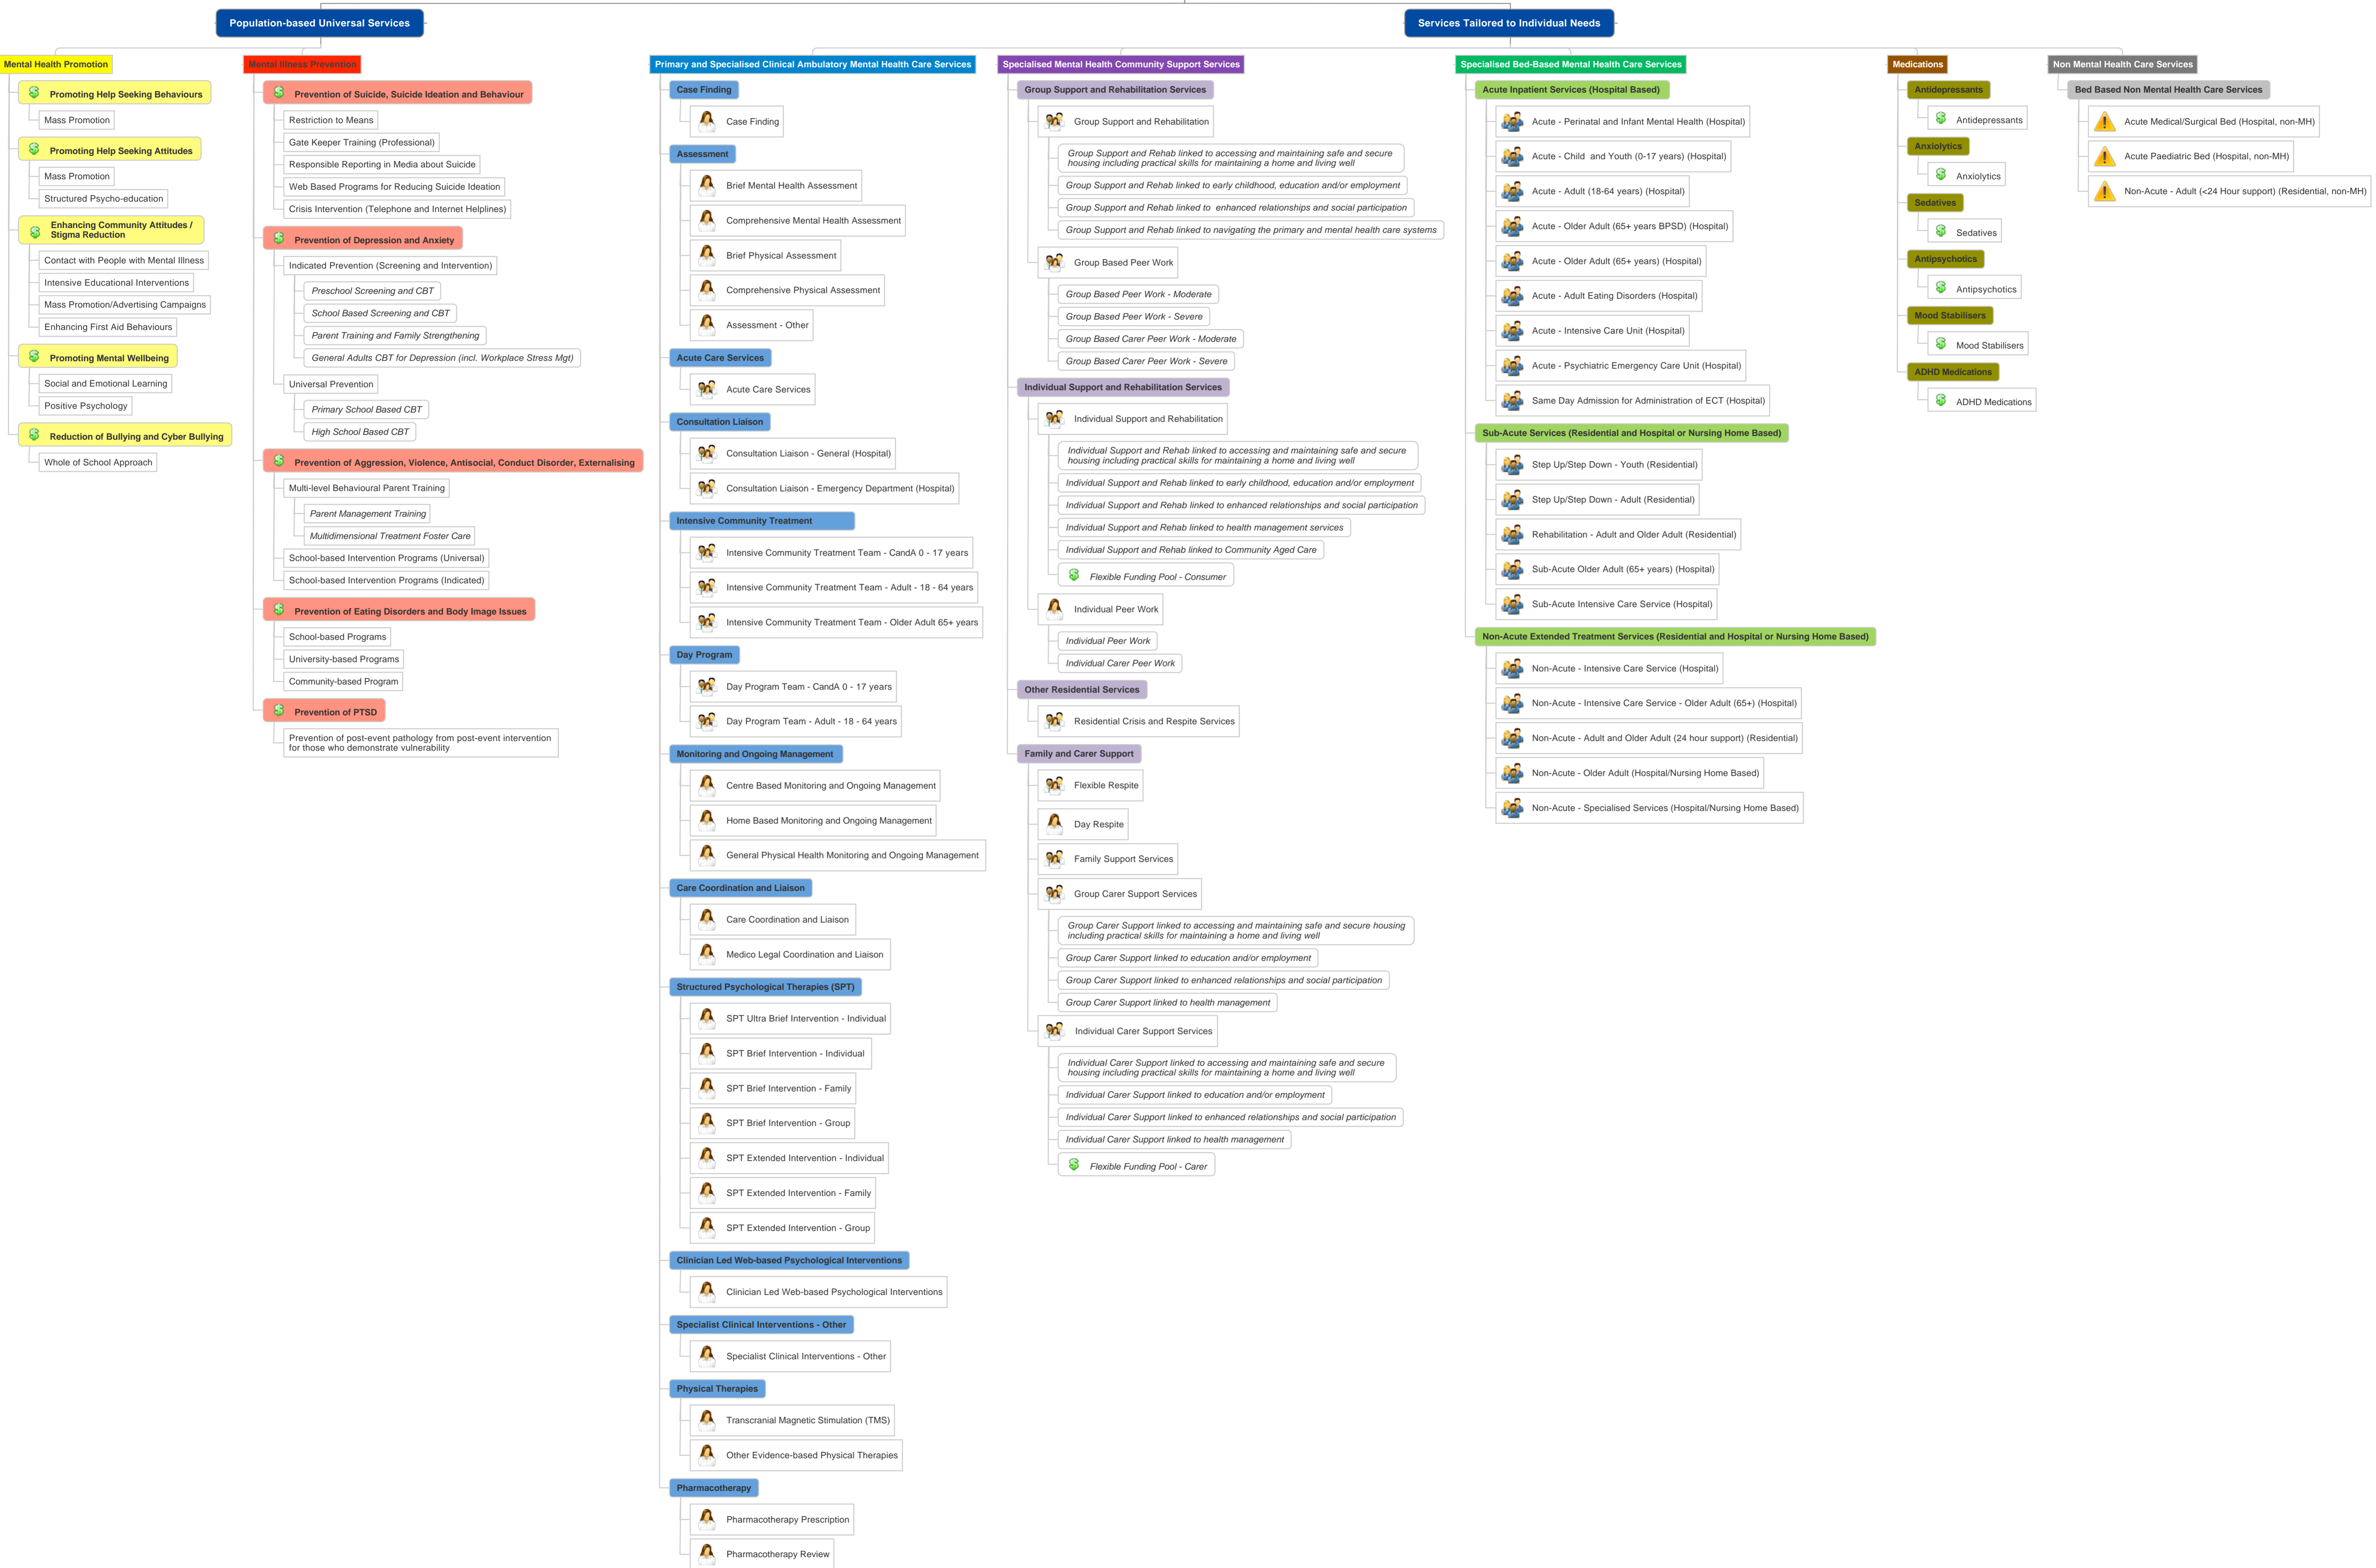 Population-based Universal Services
Services Tailored to Individual Needs
Mental Health Promotion
Promoting Help Seeking Behaviours
Mass Promotion
Promoting Help Seeking Attitudes
Mass Promotion
Structured Psycho-education
Enhancing Community Attitudes /
Stigma Reduction
Contact with People with Mental Illness
Intensive Educational Interventions
Mass Promotion/Advertising Campaigns
Enhancing First Aid Behaviours
Promoting Mental Wellbeing
Social and Emotional Learning
Positive Psychology
Reduction of Bullying and Cyber Bullying
Whole of School Approach
Mental Illness Prevention
Prevention of Suicide, Suicide Ideation and Behaviour
Restriction to Means
Gate Keeper Training (Professional)
Responsible Reporting in Media about Suicide
Web Based Programs for Reducing Suicide Ideation
Crisis Intervention (Telephone and Internet Helplines)
Prevention of Depression and Anxiety
Indicated Prevention (Screening and Intervention)
Preschool Screening and CBT
School Based Screening and CBT
Parent Training and Family Strengthening
General Adults CBT for Depression (incl. Workplace Stress Mgt)
Universal Prevention
Primary School Based CBT
High School Based CBT
Prevention of Aggression, Violence, Antisocial, Conduct Disorder, Externalising
Multi-level Behavioural Parent Training
Parent Management Training
Multidimensional Treatment Foster Care
School-based Intervention Programs (Universal)
School-based Intervention Programs (Indicated)
Prevention of Eating Disorders and Body Image Issues
School-based Programs
University-based Programs
Community-based Program
Prevention of PTSD
Prevention of post-event pathology from post-event intervention
for those who demonstrate vulnerability
Primary and Specialised Clinical Ambulatory Mental Health Care Services
Case Finding
Case Finding
Assessment
Brief Mental Health Assessment
Comprehensive Mental Health Assessment
Brief Physical Assessment
Comprehensive Physical Assessment
Assessment - Other
Acute Care Services
Acute Care Services
Consultation Liaison
Consultation Liaison - General (Hospital)
Consultation Liaison - Emergency Department (Hospital)
Intensive Community Treatment
Intensive Community Treatment Team - CandA 0 - 17 years
Intensive Community Treatment Team - Adult - 18 - 64 years
Intensive Community Treatment Team - Older Adult 65+ years
Day Program
Day Program Team - CandA 0 - 17 years
Day Program Team - Adult - 18 - 64 years
Monitoring and Ongoing Management
Centre Based Monitoring and Ongoing Management
Home Based Monitoring and Ongoing Management
General Physical Health Monitoring and Ongoing Management
Care Coordination and Liaison
Care Coordination and Liaison
Medico Legal Coordination and Liaison
Structured Psychological Therapies (SPT)
SPT Ultra Brief Intervention - Individual
SPT Brief Intervention - Individual
SPT Brief Intervention - Family
SPT Brief Intervention - Group
SPT Extended Intervention - Individual
SPT Extended Intervention - Family
SPT Extended Intervention - Group
Clinician Led Web-based Psychological Interventions
Clinician Led Web-based Psychological Interventions
Specialist Clinical Interventions - Other
Specialist Clinical Interventions - Other
Physical Therapies
Transcranial Magnetic Stimulation (TMS)
Other Evidence-based Physical Therapies
Pharmacotherapy
Pharmacotherapy Prescription
Pharmacotherapy Review
Specialised Mental Health Community Support Services
Group Support and Rehabilitation Services
Group Support and Rehabilitation
Group Support and Rehab linked to accessing and maintaining safe and secure
housing including practical skills for maintaining a home and living well
Group Support and Rehab linked to early childhood, education and/or employment
Group Support and Rehab linked to enhanced relationships and social participation
Group Support and Rehab linked to navigating the primary and mental health care systems
Group Based Peer Work
Group Based Peer Work - Moderate
Group Based Peer Work - Severe
Group Based Carer Peer Work - Moderate
Group Based Carer Peer Work - Severe
Individual Support and Rehabilitation Services
Individual Support and Rehabilitation
Individual Support and Rehab linked to accessing and maintaining safe and secure
housing including practical skills for maintaining a home and living well
Individual Support and Rehab linked to early childhood, education and/or employment
Individual Support and Rehab linked to enhanced relationships and social participation
Individual Support and Rehab linked to health management services
Individual Support and Rehab linked to Community Aged Care
Flexible Funding Pool - Consumer
Individual Peer Work
Individual Peer Work
Individual Carer Peer Work
Other Residential Services
Residential Crisis and Respite Services
Family and Carer Support
Flexible Respite
Day Respite
Family Support Services
Group Carer Support Services
Group Carer Support linked to accessing and maintaining safe and secure housing
including practical skills for maintaining a home and living well
Group Carer Support linked to education and/or employment
Group Carer Support linked to enhanced relationships and social participation
Group Carer Support linked to health management
Individual Carer Support Services
Individual Carer Support linked to accessing and maintaining safe and secure
housing including practical skills for maintaining a home and living well
Individual Carer Support linked to education and/or employment
Individual Carer Support linked to enhanced relationships and social participation
Individual Carer Support linked to health management
Flexible Funding Pool - Carer
Specialised Bed-Based Mental Health Care Services
Acute Inpatient Services (Hospital Based)
Acute - Perinatal and Infant Mental Health (Hospital)
Acute - Child and Youth (0-17 years) (Hospital)
Acute - Adult (18-64 years) (Hospital)
Acute - Older Adult (65+ years BPSD) (Hospital)
Acute - Older Adult (65+ years) (Hospital)
Acute - Adult Eating Disorders (Hospital)
Acute - Intensive Care Unit (Hospital)
Acute - Psychiatric Emergency Care Unit (Hospital)
Same Day Admission for Administration of ECT (Hospital)
Sub-Acute Services (Residential and Hospital or Nursing Home Based)
Step Up/Step Down - Youth (Residential)
Step Up/Step Down - Adult (Residential)
Rehabilitation - Adult and Older Adult (Residential)
Sub-Acute Older Adult (65+ years) (Hospital)
Sub-Acute Intensive Care Service (Hospital)
Non-Acute Extended Treatment Services (Residential and Hospital or Nursing Home Based)
Non-Acute - Intensive Care Service (Hospital)
Non-Acute - Intensive Care Service - Older Adult (65+) (Hospital)
Non-Acute - Adult and Older Adult (24 hour support) (Residential)
Non-Acute - Older Adult (Hospital/Nursing Home Based)
Non-Acute - Specialised Services (Hospital/Nursing Home Based)
Medications
Antidepressants
Antidepressants
Anxiolytics
Anxiolytics
Sedatives
Sedatives
Antipsychotics
Antipsychotics
Mood Stabilisers
Mood Stabilisers
ADHD Medications
ADHD Medications
Non Mental Health Care Services
Bed Based Non Mental Health Care Services
Acute Medical/Surgical Bed (Hospital, non-MH)
Acute Paediatric Bed (Hospital, non-MH)
Non-Acute - Adult (<24 Hour support) (Residential, non-MH)